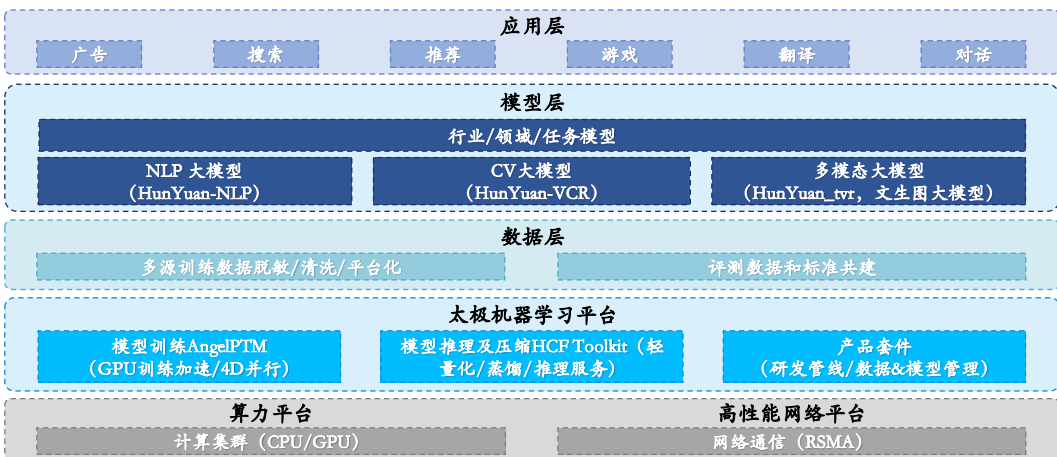 应用层
广告
搜索
推荐
游戏
翻译
对话
模型层
行业/领域/任务模型
NLP 大模型
（HunYuan-NLP）
CV大模型
（HunYuan-VCR）
多模态大模型
（HunYuan_tvr，文生图大模型）
数据层
多源训练数据脱敏/清洗/平台化
评测数据和标准共建
太极机器学习平台
模型训练AngelPTM
（GPU训练加速/4D并行）
模型推理及压缩HCF Toolkit（轻
量化/蒸馏/推理服务）
产品套件
（研发管线/数据&模型管理）
算力平台
计算集群（CPU/GPU）
高性能网络平台
网络通信（RSMA）